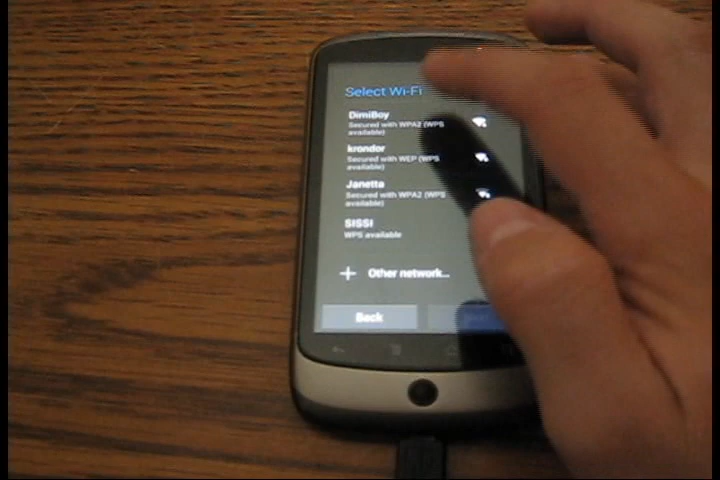 Select Wi-Fi
DimiBoy
Secured with WPA2 (WPS
available)
krondor
Secured with WEP (WPS
available)
Janetta
Secured with WPA2 (WPS
available)
SISSI
WPS available
+ Other network...
Back